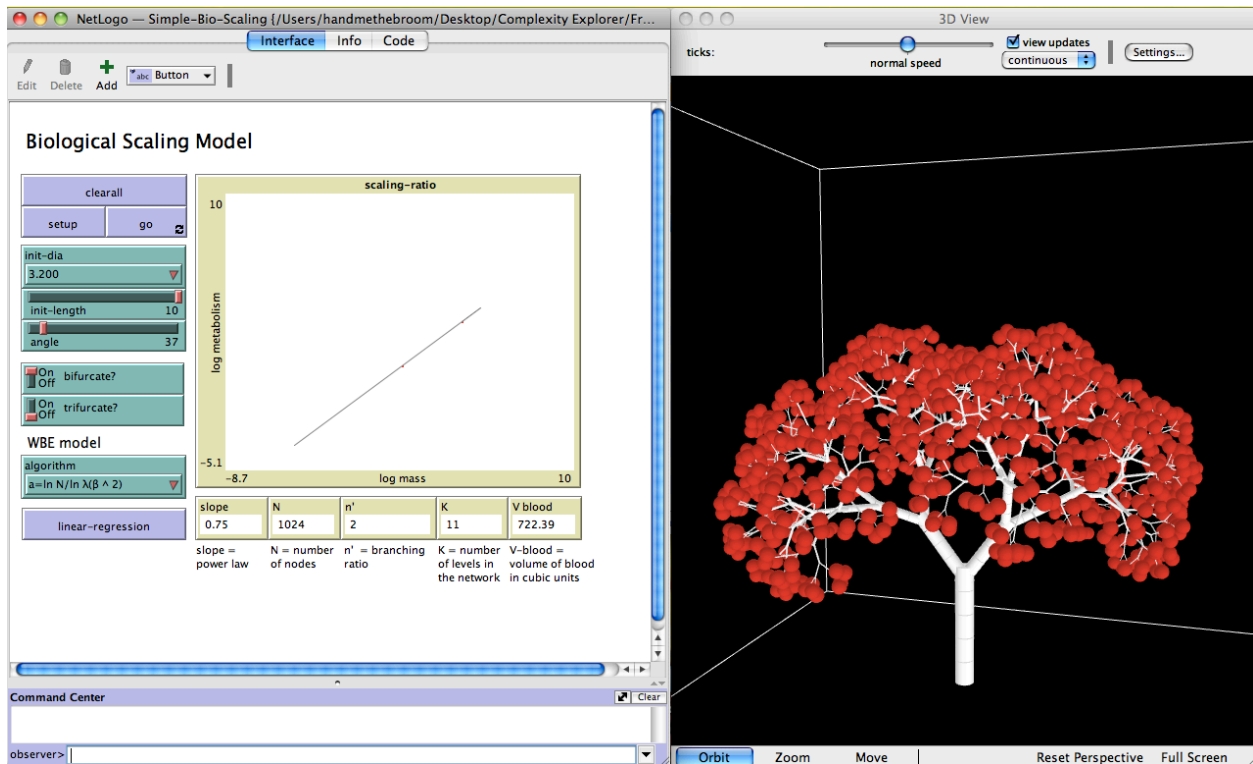 NetLogo — Simple-Bio-Scaling {/Users/handmethebroom/Desktop/Complexity Explorer/Fr...
Interface Info Code
Edit Delete Add abc Button
Biological Scaling Model
clearall
setup go
init-dia
3.200
init-length 10
angle 37
On
Off bifurcate?
On
Off trifurcate?
WBE model
algorithm
a=ln N/ln λ(β ^ 2)
linear-regression
scaling-ratio
10
log metabolism
-5.1
-8.7 log mass 10
slope N n' K V blood
0.75 1024 2 11 722.39
slope = N = number n' = branching K = number V-blood =
power law of nodes ratio of levels in volume of blood
the network in cubic units
Command Center Clear
observer>
3D View
ticks: normal speed view updates
continuous Settings...
Orbit Zoom Move Reset Perspective Full Screen